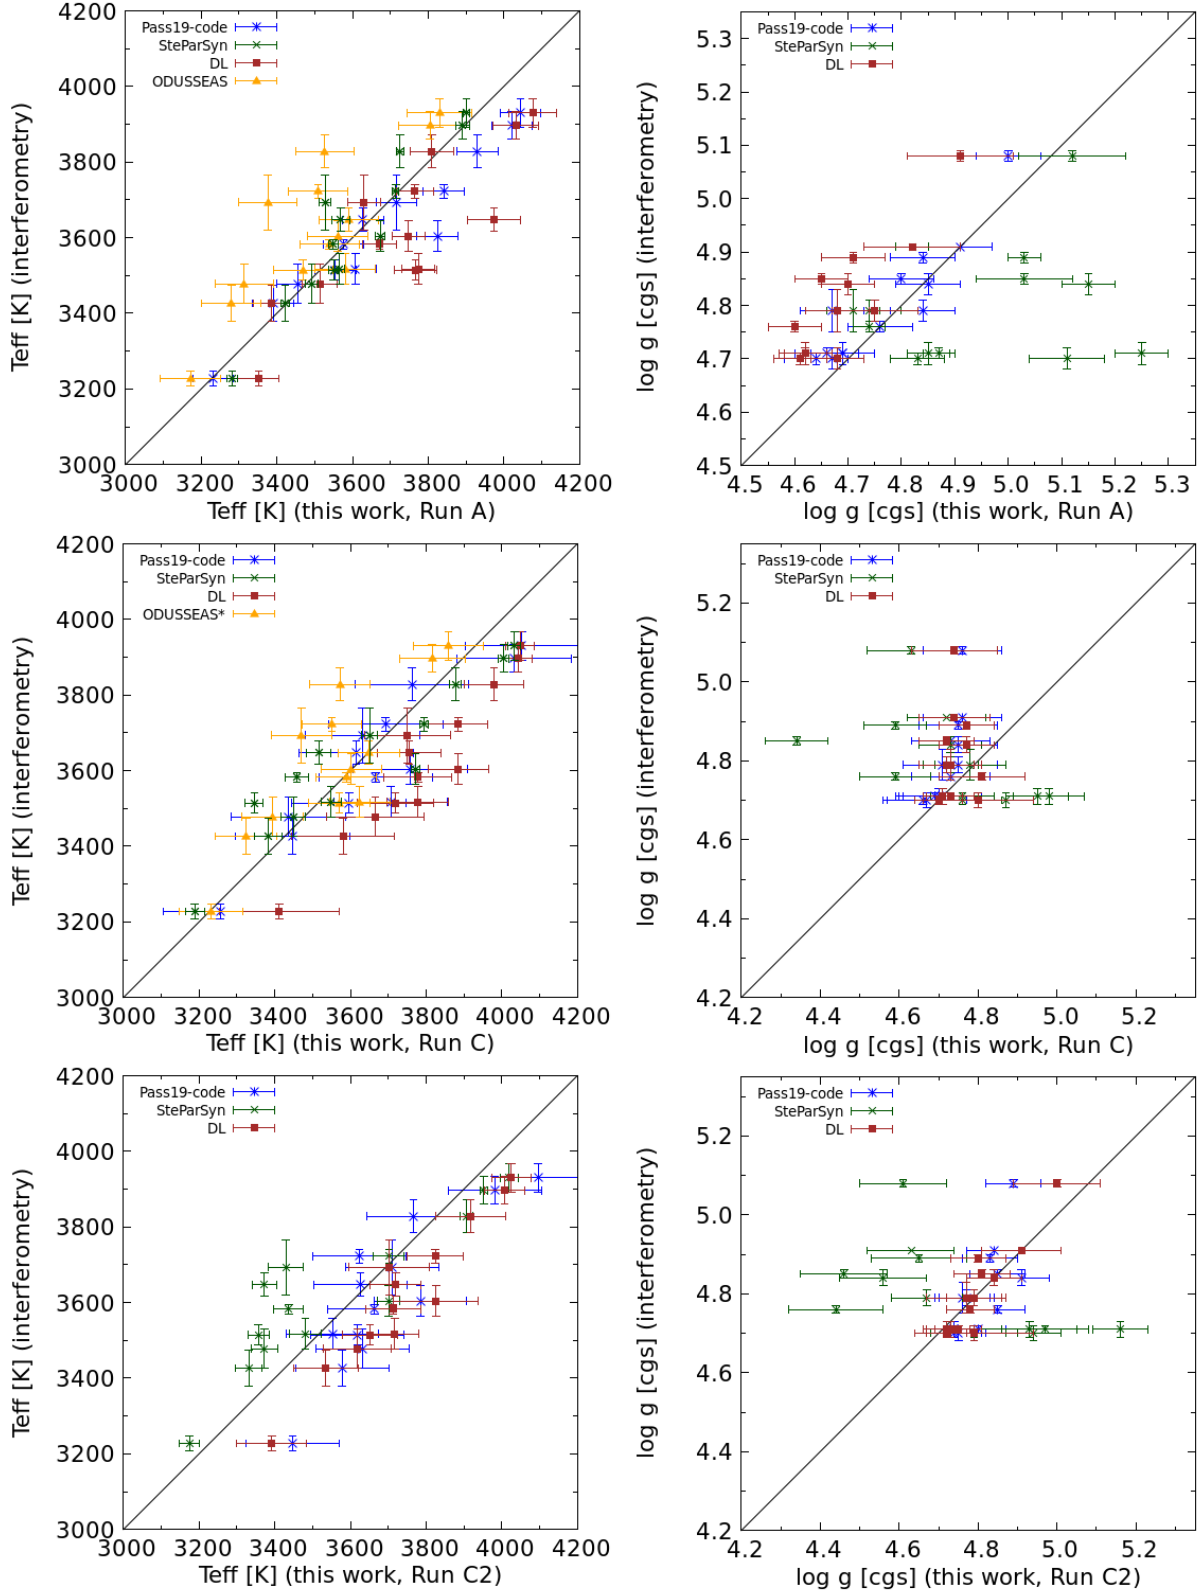 Pass19-code
SteParSyn
DL
ODUSSEAS
4200
4000
3800
3600
3400
3200
3000
3000 3200 3400 3600 3800 4000 4200
Teff [K] (interferometry)
Teff [K] (this work, Run A)
Pass19-code
SteParSyn
DL
5.3
5.2
5.1
5.0
4.9
4.8
4.7
4.6
4.5
4.5 4.6 4.7 4.8 4.9 5.0 5.1 5.2 5.3
log g [cgs] (interferometry)
log g [cgs] (this work, Run A)
Pass19-code
SteParSyn
DL
ODUSSEAS*
4200
4000
3800
3600
3400
3200
3000
3000 3200 3400 3600 3800 4000 4200
Teff [K] (interferometry)
Teff [K] (this work, Run C)
Pass19-code
SteParSyn
DL
5.2
5.0
4.8
4.6
4.4
4.2
4.2 4.4 4.6 4.8 5.0 5.2
log g [cgs] (interferometry)
log g [cgs] (this work, Run C)
Pass19-code
SteParSyn
DL
4200
4000
3800
3600
3400
3200
3000
3000 3200 3400 3600 3800 4000 4200
Teff [K] (interferometry)
Teff [K] (this work, Run C2)
Pass19-code
SteParSyn
DL
5.2
5.0
4.8
4.6
4.4
4.2
4.2 4.4 4.6 4.8 5.0 5.2
log g [cgs] (interferometry)
log g [cgs] (this work, Run C2)